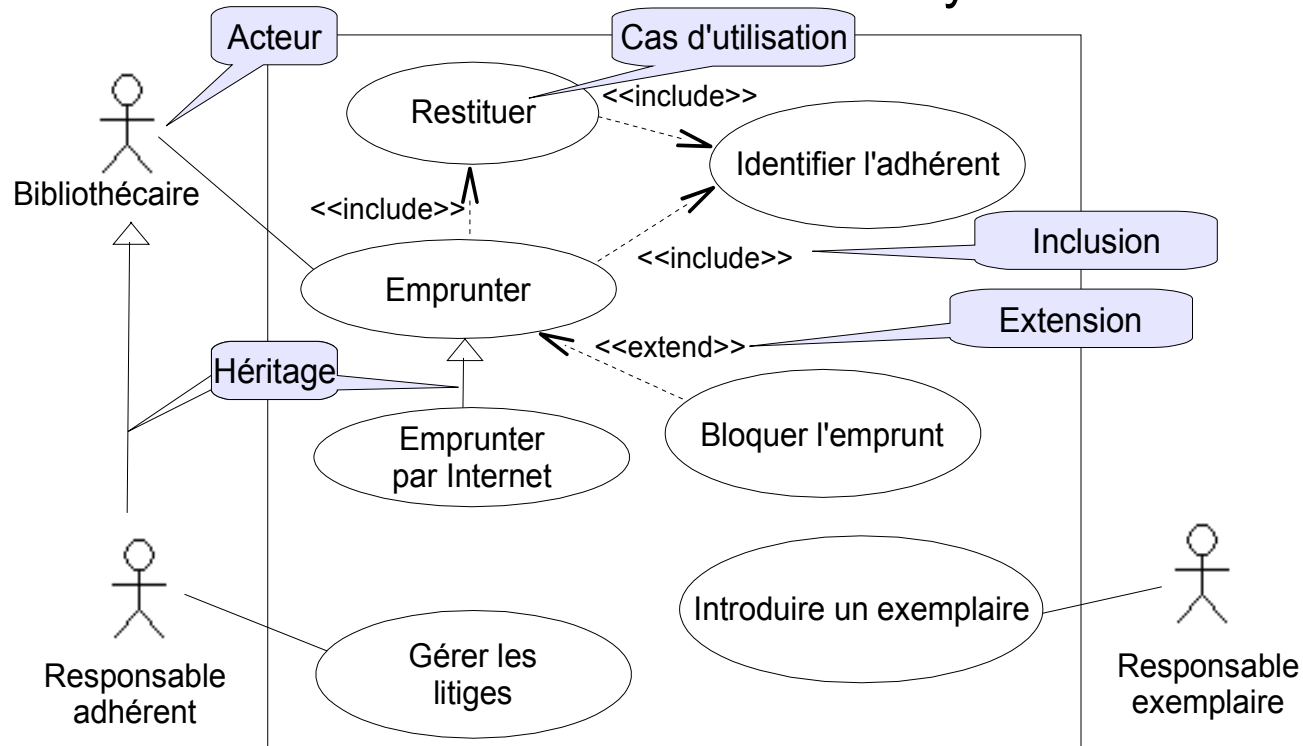 Acteur
Cas d'utilisation
Restituer
<<include>>
Identifier l'adhérent
Bibliothécaire
<<include>>
Inclusion
<<include>>
Emprunter
Extension
<<extend>>
Héritage
Emprunter
par Internet
Bloquer l'emprunt
Introduire un exemplaire
Gérer les
litiges
Responsable
adhérent
Responsable
exemplaire